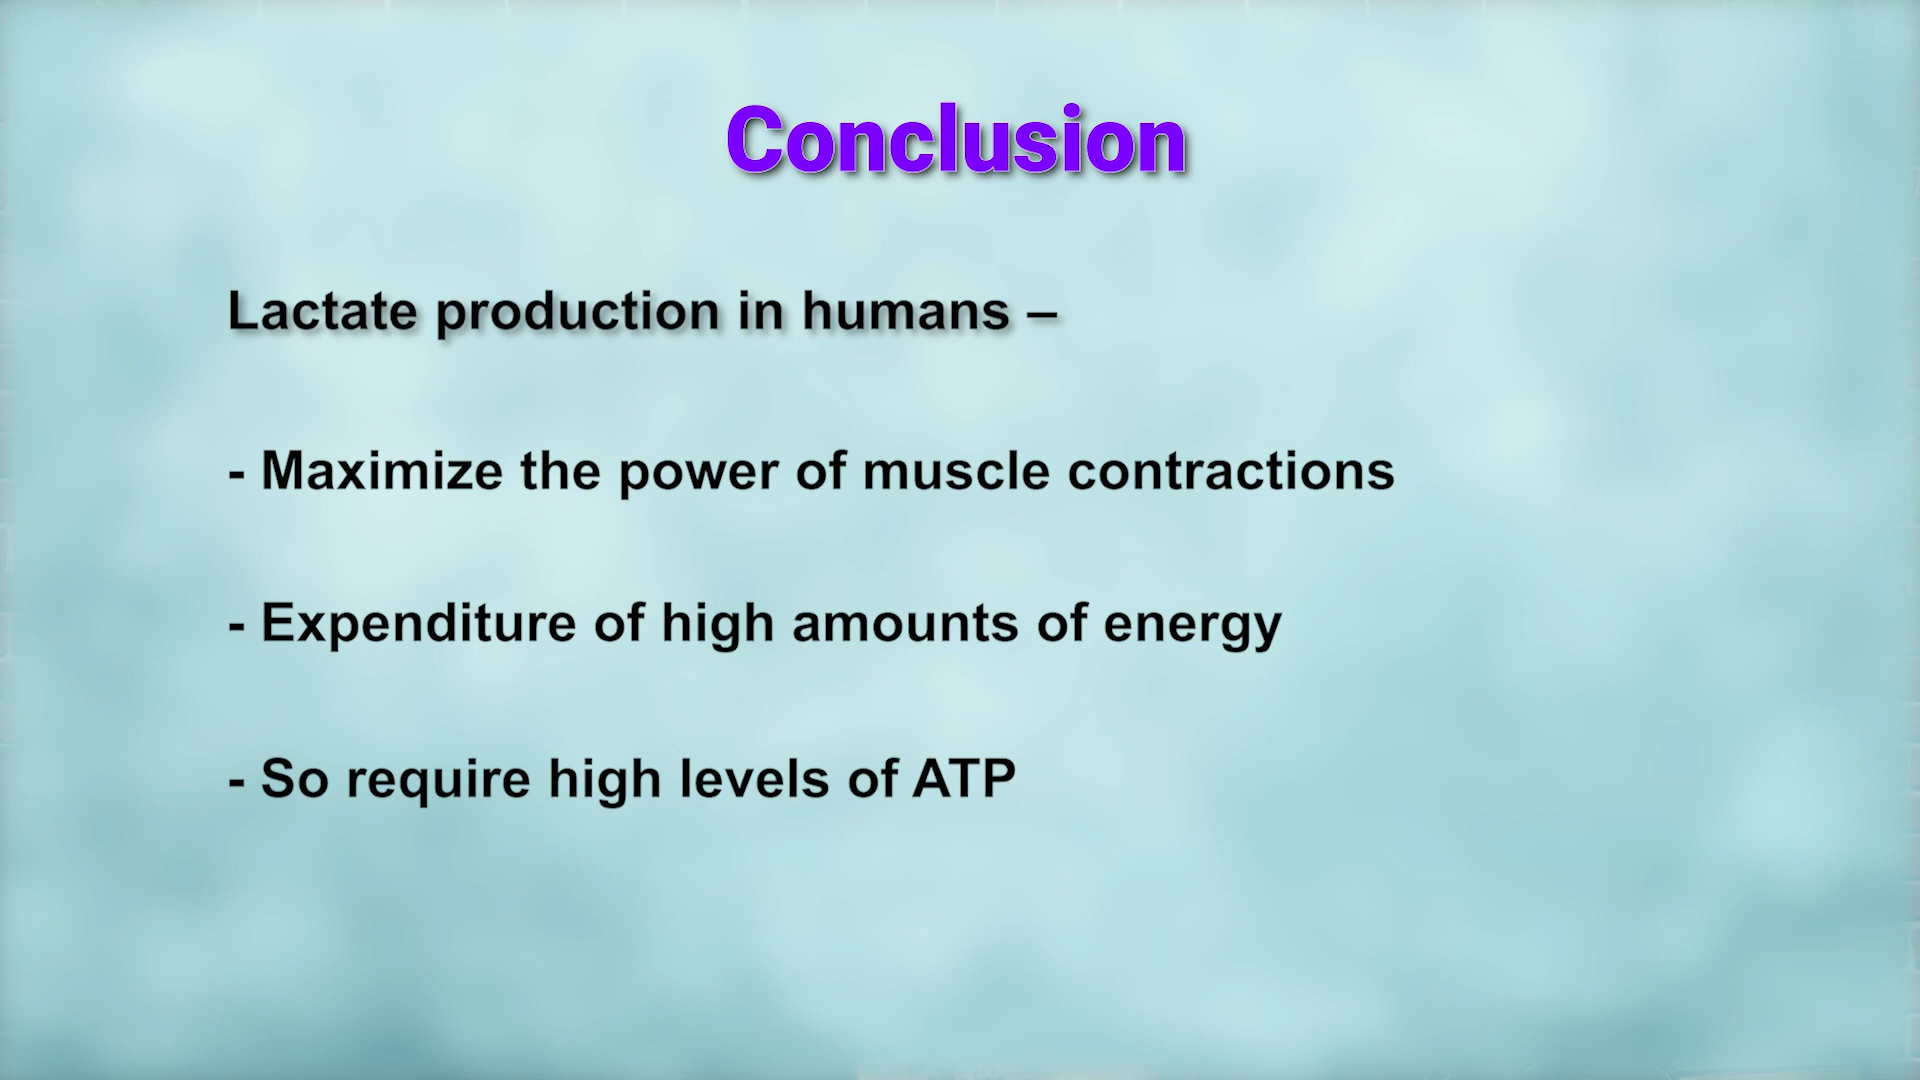 Conclusion
Lactate production in humans –
- Maximize the power of muscle contractions
- Expenditure of high amounts of energy
- So require high levels of ATP